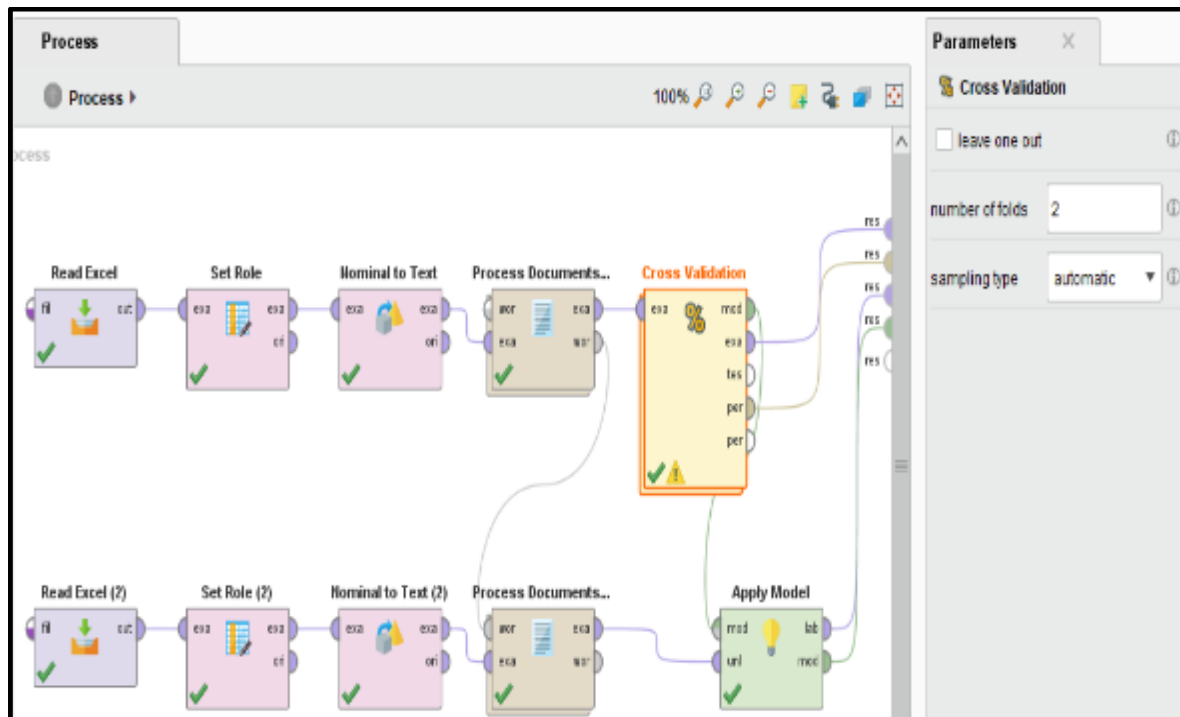 Process
Parameters
Process
100%
Cross Validation
ocess
leave one out
number of folds 2
sampling type automatic
res
res
res
res
res
Read Excel
Set Role
Nominal to Text
Process Documents...
Cross Validation
fil out
exa exa
ori
exa exa
ori
wor exa
exa wor
exa mod
exa
tes
per
per
Read Excel (2)
Set Role (2)
Nominal to Text (2)
Process Documents...
Apply Model
fil out
exa exa
ori
exa exa
ori
wor exa
exa wor
mod lab
unl mod